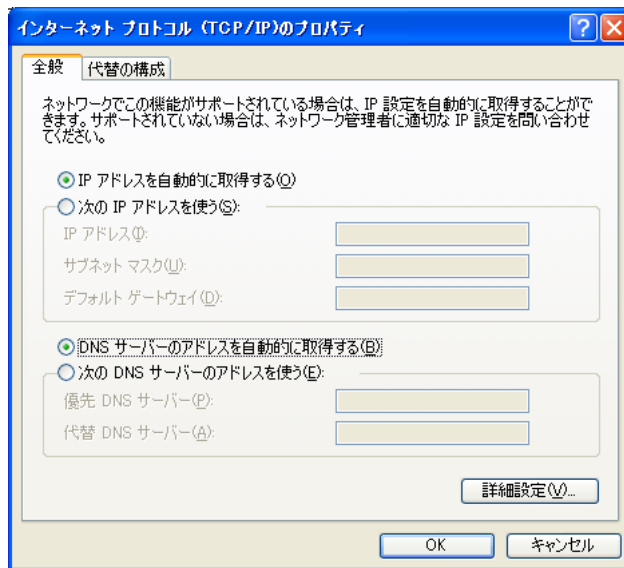 インターネット プロトコル (TCP/IP)のプロパティ
全般 代替の構成
ネットワークでこの機能がサポートされている場合は、IP 設定を自動的に取得することがで
きます。サポートされていない場合は、ネットワーク管理者に適切な IP 設定を問い合わせ
てください。
IP アドレスを自動的に取得する(O)
次の IP アドレスを使う(S):
IP アドレス(I):
サブネット マスク(U):
デフォルト ゲートウェイ(D):
DNS サーバーのアドレスを自動的に取得する(B)
次の DNS サーバーのアドレスを使う(E):
優先 DNS サーバー(P):
代替 DNS サーバー(A):
詳細設定(V)...
OK キャンセル